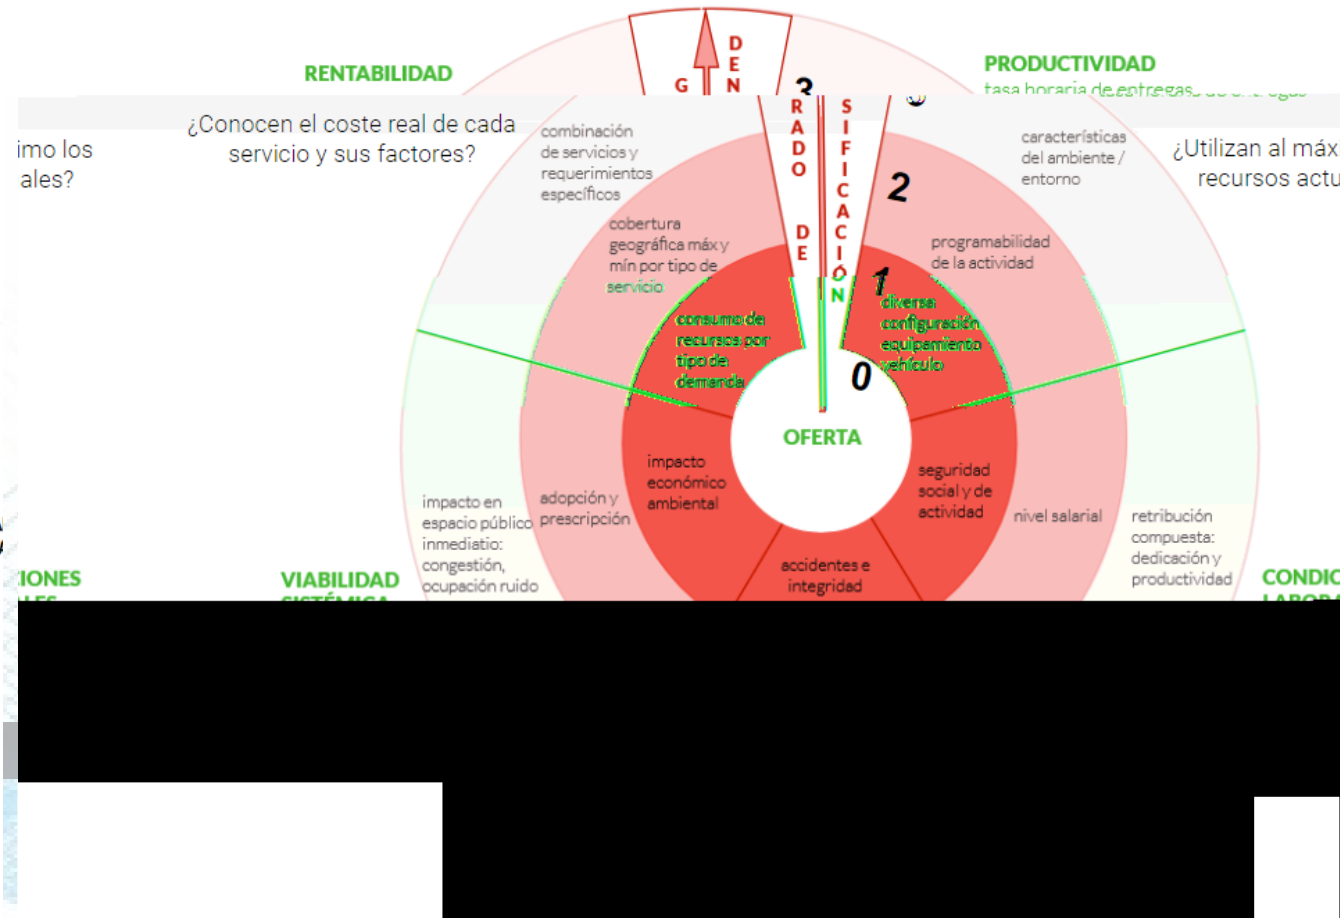 RENTABILIDAD
PRODUCTIVIDAD
tasa horaria de entregas
GRADO DE
DENSIFICACIÓN
3
2
1
0
¿Conocen el coste real de cada
servicio y sus factores?
imo los
ales?
¿Utilizan al máx
recursos actu
combinación
de servicios y
requerimientos
específicos
cobertura
geográfica máx y
mín por tipo de
servicio
consumo de
recursos por
tipo de
demanda
características
del ambiente /
entorno
programabilidad
de la actividad
diversa
configuración
equipamiento
vehículo
OFERTA
impacto
económico
ambiental
adopción y
prescripción
impacto en
espacio público
inmediatio:
congestión,
ocupación ruido
accidentes e
integridad
seguridad
social y de
actividad
nivel salarial
retribución
compuesta:
dedicación y
productividad
IONES
VIABILIDAD
SISTÉMICA
CONDIC